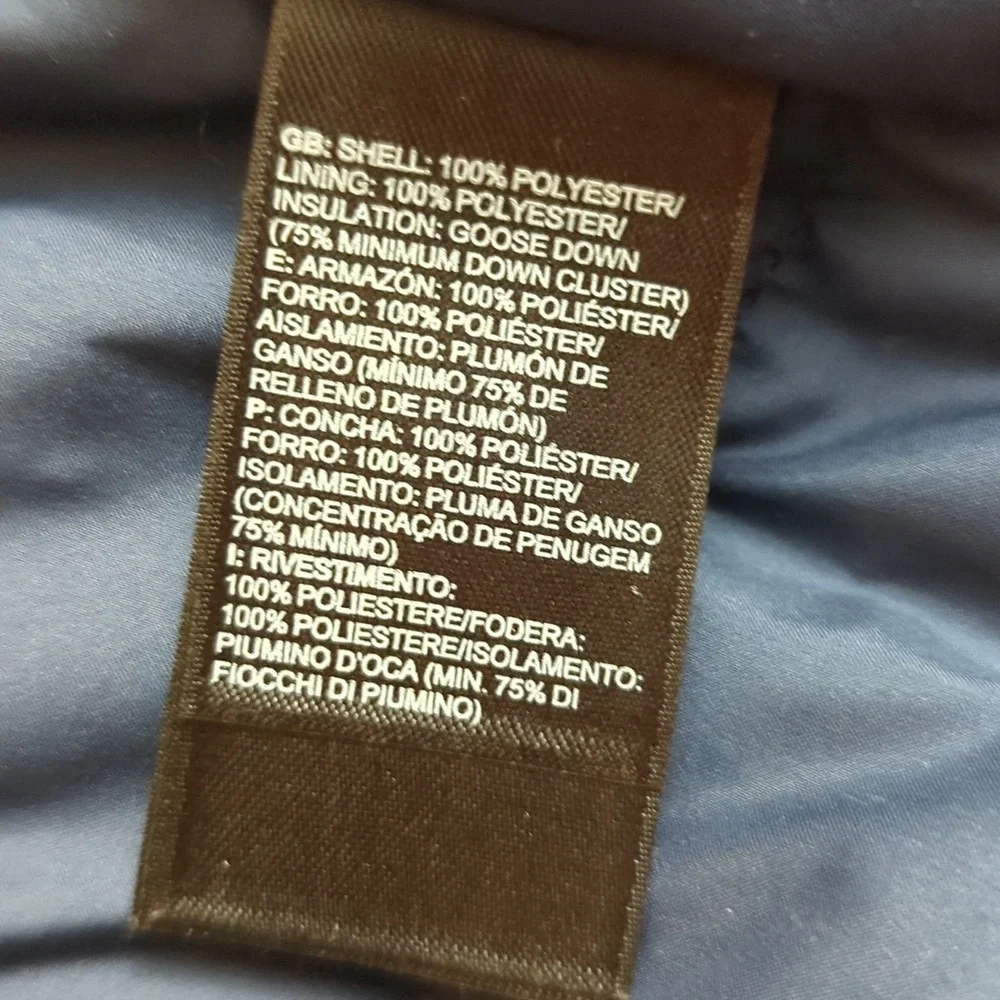 GB: SHELL: 100% POLYESTER/
LINING: 100% POLYESTER/
INSULATION: GOOSE DOWN
(75% MINIMUM DOWN CLUSTER)
E: ARMAZÓN: 100% POLIÉSTER/
FORRO: 100% POLIÉSTER/
AISLAMIENTO: PLUMÓN DE
GANSO (MÍNIMO 75% DE
RELLENO DE PLUMÓN)
P: CONCHA: 100% POLIÉSTER/
FORRO: 100% POLIÉSTER/
ISOLAMENTO: PLUMA DE GANSO
(CONCENTRAÇÃO DE PENUGEM
75% MÍNIMO)
I: RIVESTIMENTO:
100% POLIESTERE/FODERA:
100% POLIESTERE/ISOLAMENTO:
PIUMINO D'OCA (MIN. 75% DI
FIOCCHI DI PIUMINO)